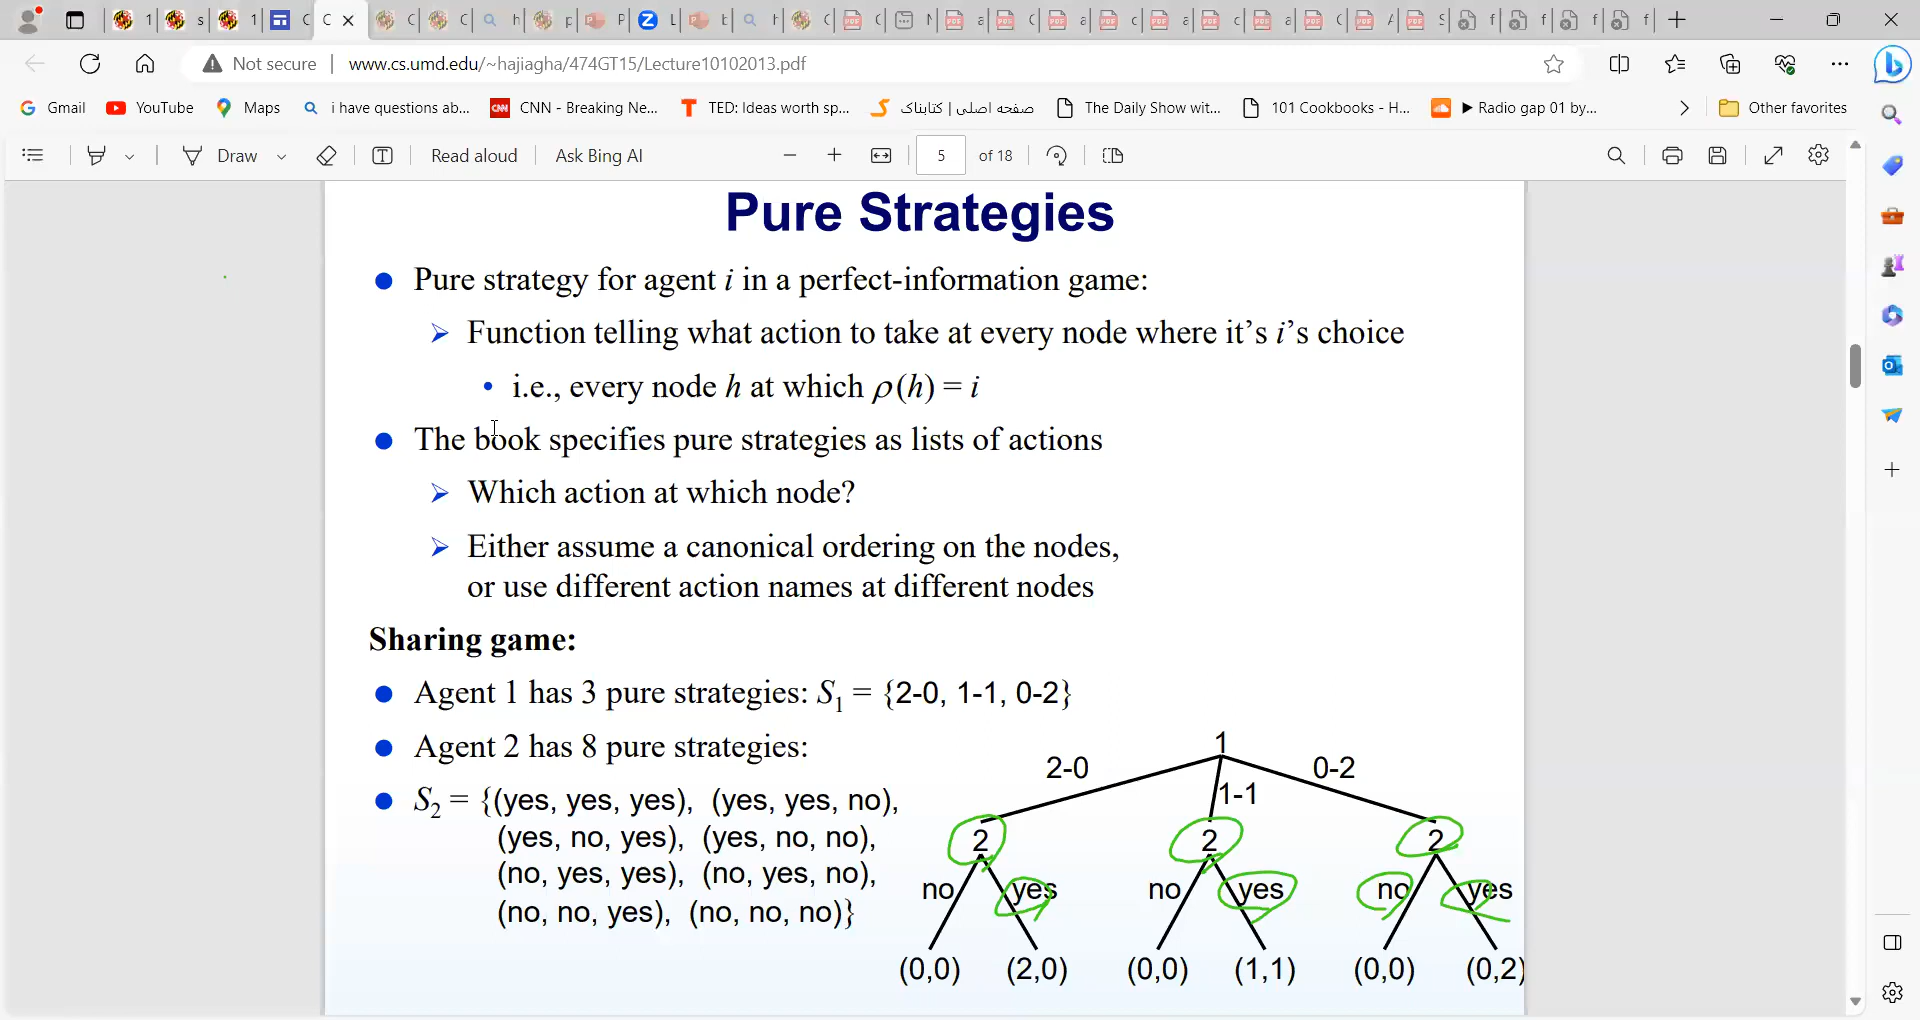 Not secure www.cs.umd.edu/~hajiagha/474GT15/Lecture10102013.pdf
Gmail YouTube Maps i have questions ab... CNN - Breaking Ne... TED: Ideas worth sp... صفحه اصلی | کتابناک The Daily Show wit... 101 Cookbooks - H... ▶ Radio gap 01 by... Other favorites
Draw Read aloud Ask Bing AI 5 of 18
Pure Strategies
Pure strategy for agent i in a perfect-information game:
Function telling what action to take at every node where it's i's choice
i.e., every node h at which ρ(h) = i
The book specifies pure strategies as lists of actions
Which action at which node?
Either assume a canonical ordering on the nodes,
or use different action names at different nodes
Sharing game:
Agent 1 has 3 pure strategies: S1 = {2-0, 1-1, 0-2}
Agent 2 has 8 pure strategies:
S2 = {(yes, yes, yes), (yes, yes, no),
(yes, no, yes), (yes, no, no),
(no, yes, yes), (no, yes, no),
(no, no, yes), (no, no, no)}
1
2-0 1-1 0-2
2 2 2
no yes no yes no yes
(0,0) (2,0) (0,0) (1,1) (0,0) (0,2)